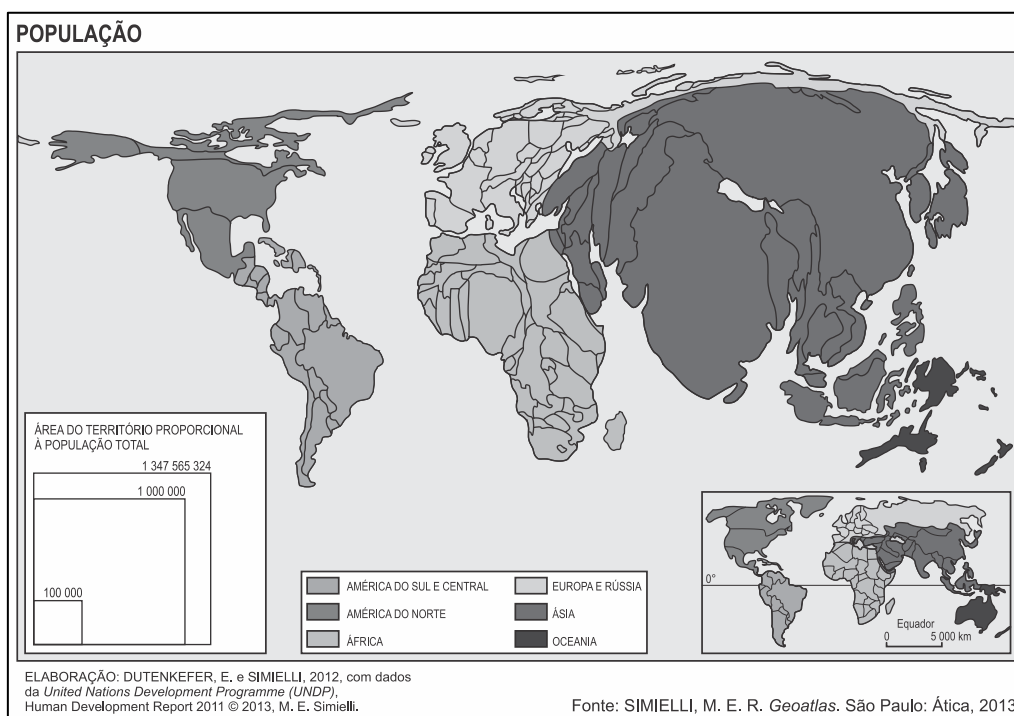 POPULAÇÃO
ÁREA DO TERRITÓRIO PROPORCIONAL
À POPULAÇÃO TOTAL
1 347 565 324
1 000 000
100 000
AMÉRICA DO SUL E CENTRAL
AMÉRICA DO NORTE
ÁFRICA
EUROPA E RÚSSIA
ÁSIA
OCEANIA
0°
Equador
0 5 000 km
ELABORAÇÃO: DUTENKEFER, E. e SIMIELLI, 2012, com dados
da United Nations Development Programme (UNDP),
Human Development Report 2011 © 2013, M. E. Simielli.
Fonte: SIMIELLI, M. E. R. Geoatlas. São Paulo: Ática, 2013